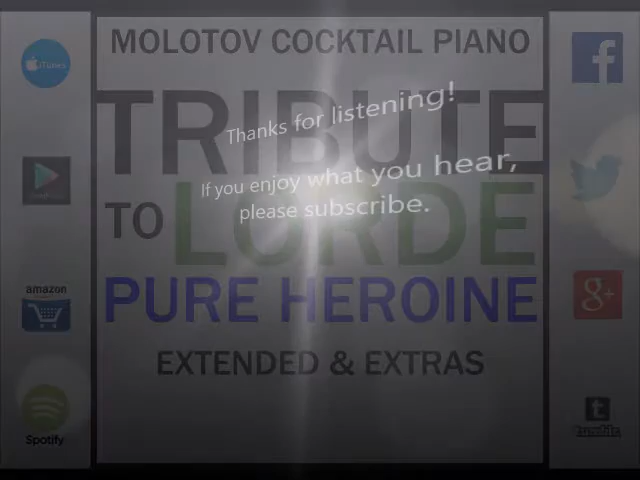 MOLOTOV COCKTAIL PIANO
TRIBUTE
TO LORDE
PURE HEROINE
EXTENDED & EXTRAS
Thanks for listening!
If you enjoy what you hear,
please subscribe.
iTunes
amazon
Spotify
f
g+
t